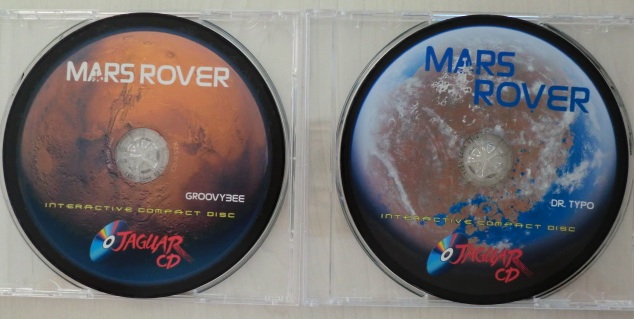 MARS ROVER
GROOVYBEE
INTERACTIVE COMPACT DISC
JAGUAR
CD
MARS
ROVER
DR. TYPO
INTERACTIVE COMPACT DISC
JAGUAR
CD